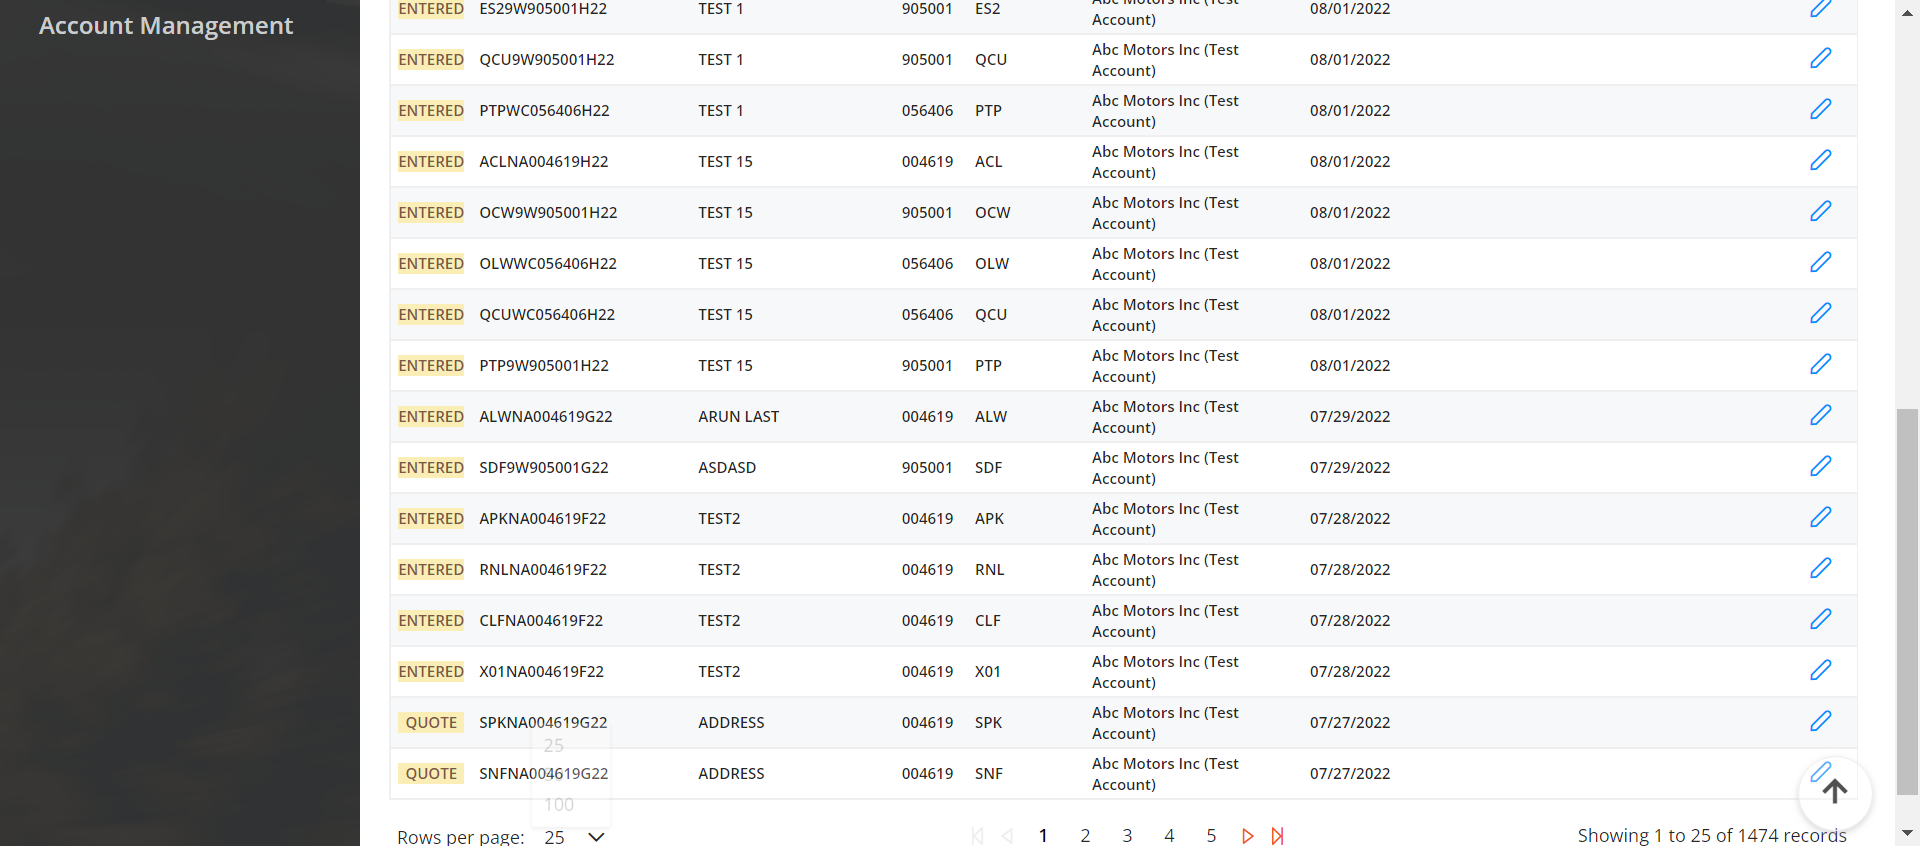 Account Management
ENTERED ES29W905001H22 TEST 1 905001 ES2 Abc Motors Inc (Test
Account) 08/01/2022
ENTERED QCU9W905001H22 TEST 1 905001 QCU Abc Motors Inc (Test
Account) 08/01/2022
ENTERED PTPWC056406H22 TEST 1 056406 PTP Abc Motors Inc (Test
Account) 08/01/2022
ENTERED ACLNA004619H22 TEST 15 004619 ACL Abc Motors Inc (Test
Account) 08/01/2022
ENTERED OCW9W905001H22 TEST 15 905001 OCW Abc Motors Inc (Test
Account) 08/01/2022
ENTERED OLWWC056406H22 TEST 15 056406 OLW Abc Motors Inc (Test
Account) 08/01/2022
ENTERED QCUWC056406H22 TEST 15 056406 QCU Abc Motors Inc (Test
Account) 08/01/2022
ENTERED PTP9W905001H22 TEST 15 905001 PTP Abc Motors Inc (Test
Account) 08/01/2022
ENTERED ALWNA004619G22 ARUN LAST 004619 ALW Abc Motors Inc (Test
Account) 07/29/2022
ENTERED SDF9W905001G22 ASDASD 905001 SDF Abc Motors Inc (Test
Account) 07/29/2022
ENTERED APKNA004619F22 TEST2 004619 APK Abc Motors Inc (Test
Account) 07/28/2022
ENTERED RNLNA004619F22 TEST2 004619 RNL Abc Motors Inc (Test
Account) 07/28/2022
ENTERED CLFNA004619F22 TEST2 004619 CLF Abc Motors Inc (Test
Account) 07/28/2022
ENTERED X01NA004619F22 TEST2 004619 X01 Abc Motors Inc (Test
Account) 07/28/2022
QUOTE SPKNA004619G22 ADDRESS 004619 SPK Abc Motors Inc (Test
Account) 07/27/2022
25
QUOTE SNFNA004619G22 ADDRESS 004619 SNF Abc Motors Inc (Test
Account) 07/27/2022
100
Rows per page: 25 1 2 3 4 5 Showing 1 to 25 of 1474 records